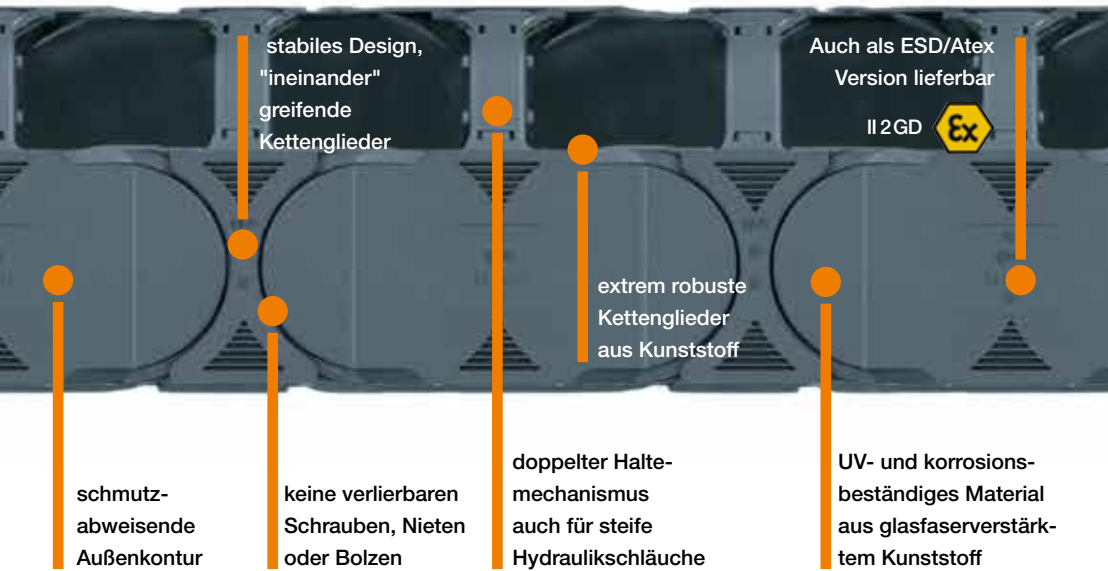 stabiles Design,
"ineinander"
greifende
Kettenglieder
Auch als ESD/Atex
Version lieferbar
II 2 GD
Ex
extrem robuste
Kettenglieder
aus Kunststoff
schmutz-
abweisende
Außenkontur
keine verlierbaren
Schrauben, Nieten
oder Bolzen
doppelter Halte-
mechanismus
auch für steife
Hydraulikschläuche
UV- und korrosions-
beständiges Material
aus glasfaserverstärk-
tem Kunststoff